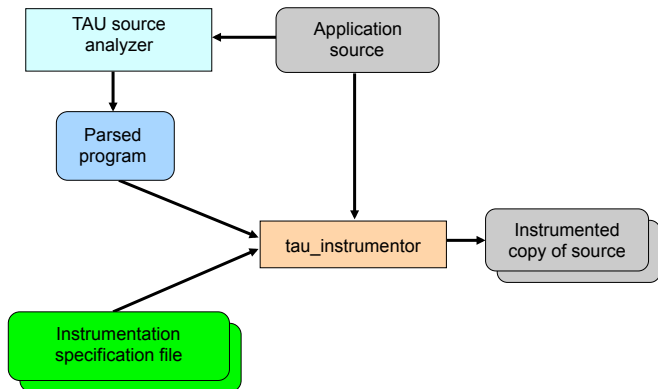 TAU source
analyzer
Application
source
Parsed
program
tau_instrumentor
Instrumented
copy of source
Instrumentation
specification file